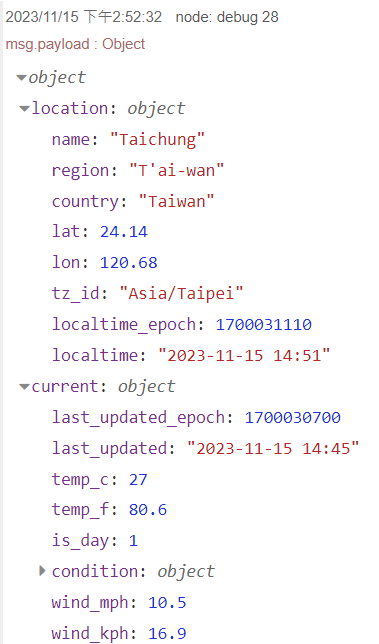 2023/11/15 下午2:52:32 node: debug 28
msg.payload : Object
object
location: object
name: "Taichung"
region: "T'ai-wan"
country: "Taiwan"
lat: 24.14
lon: 120.68
tz_id: "Asia/Taipei"
localtime_epoch: 1700031110
localtime: "2023-11-15 14:51"
current: object
last_updated_epoch: 1700030700
last_updated: "2023-11-15 14:45"
temp_c: 27
temp_f: 80.6
is_day: 1
condition: object
wind_mph: 10.5
wind_kph: 16.9